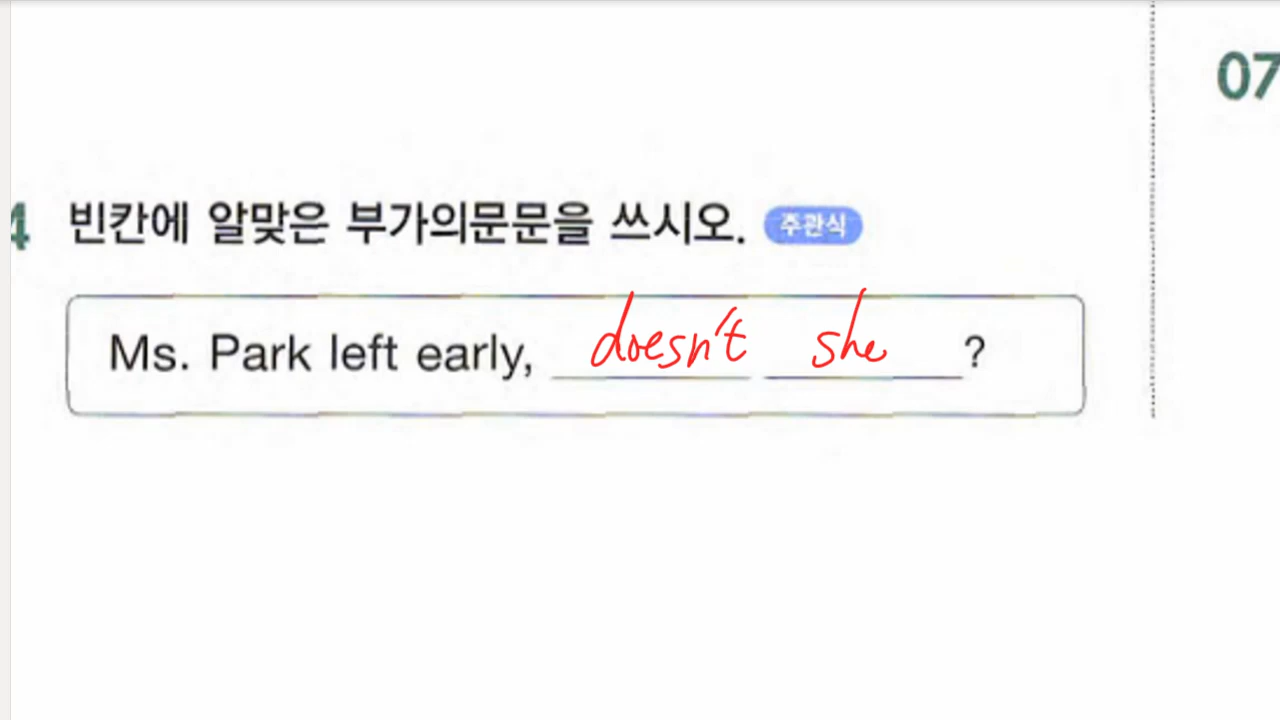 07
4 빈칸에 알맞은 부가의문문을 쓰시오. 주관식
Ms. Park left early, doesn't she ?